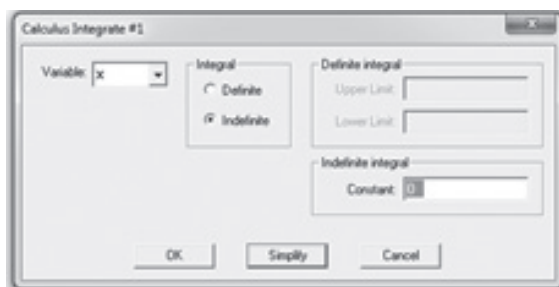 Calculus Integrate #1
Variable: x
Integral
Definite
Indefinite
Definite integral
Upper Limit:
Lower Limit:
Indefinite integral
Constant: 0
OK
Simplify
Cancel